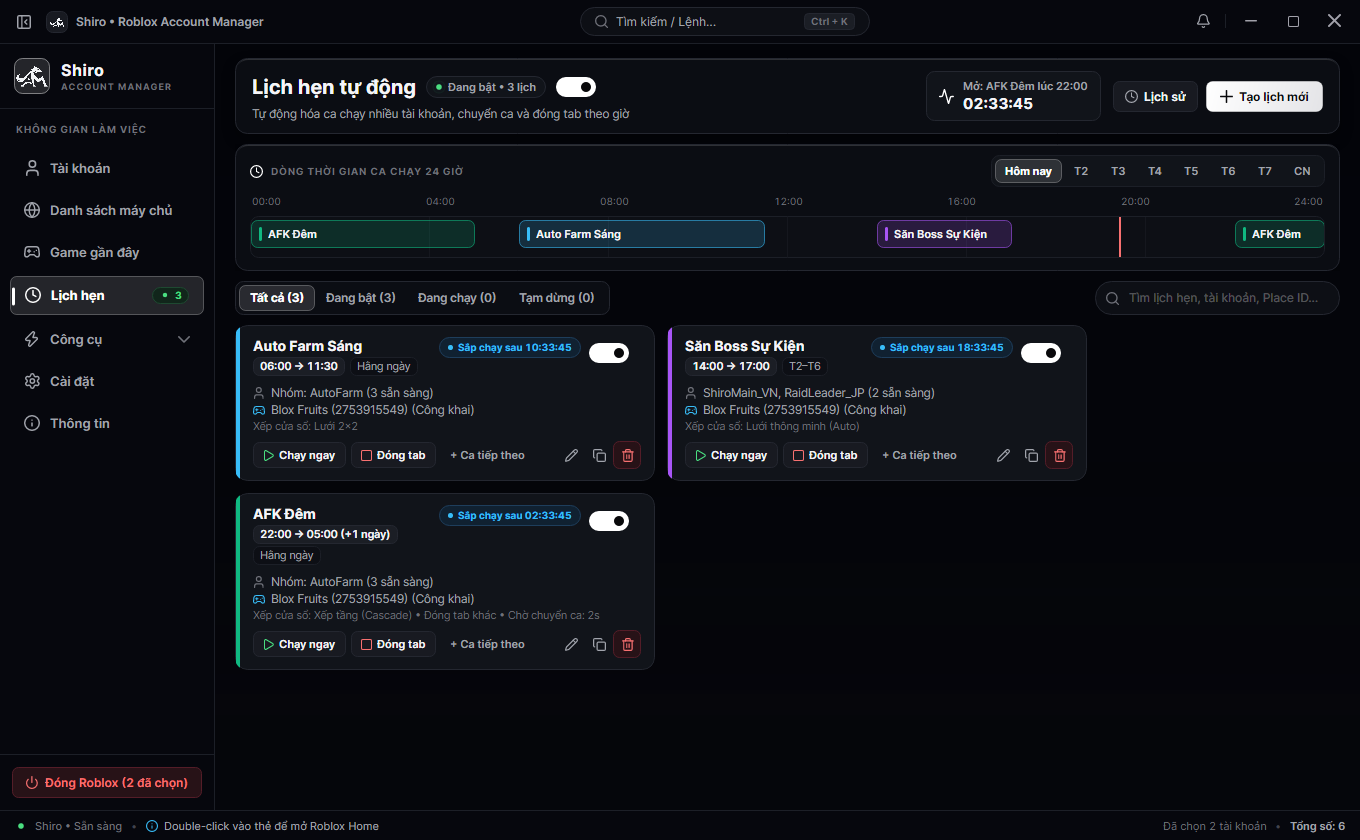 Shiro • Roblox Account Manager
Tìm kiếm / Lệnh...
Ctrl + K
Shiro
ACCOUNT MANAGER
KHÔNG GIAN LÀM VIỆC
Tài khoản
Danh sách máy chủ
Game gần đây
Lịch hẹn
3
Công cụ
Cài đặt
Thông tin
Đóng Roblox (2 đã chọn)
Lịch hẹn tự động
Đang bật • 3 lịch
Tự động hóa ca chạy nhiều tài khoản, chuyển ca và đóng tab theo giờ
Mở: AFK Đêm lúc 22:00
02:33:45
Lịch sử
Tạo lịch mới
DÒNG THỜI GIAN CA CHẠY 24 GIỜ
Hôm nay T2 T3 T4 T5 T6 T7 CN
00:00 04:00 08:00 12:00 16:00 20:00 24:00
AFK Đêm
Auto Farm Sáng
Săn Boss Sự Kiện
AFK Đêm
Tất cả (3) Đang bật (3) Đang chạy (0) Tạm dừng (0)
Tìm lịch hẹn, tài khoản, Place ID...
Auto Farm Sáng
Sắp chạy sau 10:33:45
06:00 → 11:30 Hằng ngày
Nhóm: AutoFarm (3 sẵn sàng)
Blox Fruits (2753915549) (Công khai)
Xếp cửa sổ: Lưới 2×2
Chạy ngay Đóng tab + Ca tiếp theo
Săn Boss Sự Kiện
Sắp chạy sau 18:33:45
14:00 → 17:00 T2–T6
ShiroMain_VN, RaidLeader_JP (2 sẵn sàng)
Blox Fruits (2753915549) (Công khai)
Xếp cửa sổ: Lưới thông minh (Auto)
Chạy ngay Đóng tab + Ca tiếp theo
AFK Đêm
Sắp chạy sau 02:33:45
22:00 → 05:00 (+1 ngày)
Hằng ngày
Nhóm: AutoFarm (3 sẵn sàng)
Blox Fruits (2753915549) (Công khai)
Xếp cửa sổ: Xếp tầng (Cascade) • Đóng tab khác • Chờ chuyển ca: 2s
Chạy ngay Đóng tab + Ca tiếp theo
Shiro • Sẵn sàng • Double-click vào thẻ để mở Roblox Home
Đã chọn 2 tài khoản • Tổng số: 6